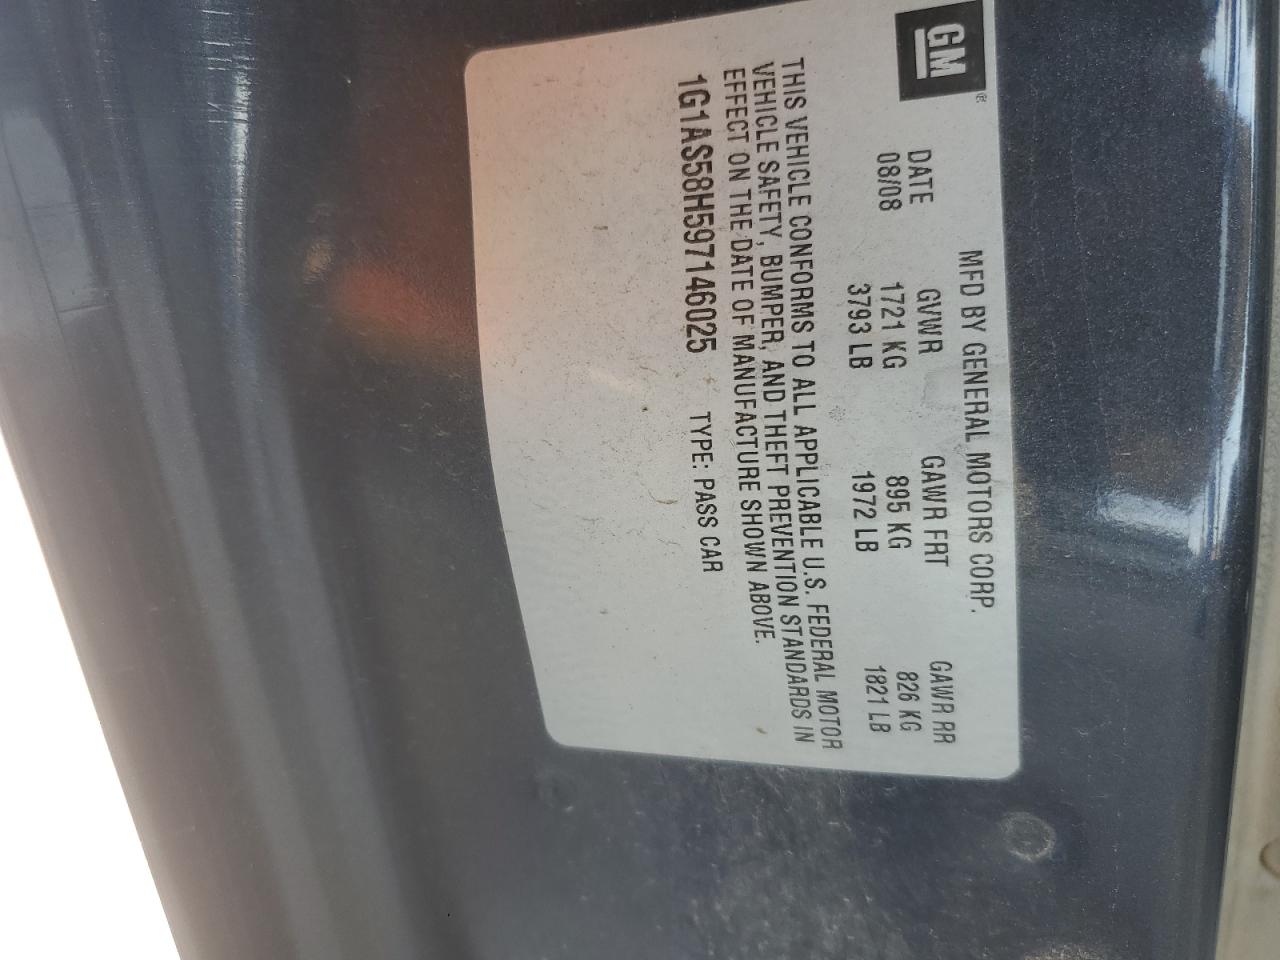 GM®
MFD BY GENERAL MOTORS CORP.
DATE GVWR GAWR FRT GAWR RR
08/08 1721 KG 895 KG 826 KG
3793 LB 1972 LB 1821 LB
THIS VEHICLE CONFORMS TO ALL APPLICABLE U.S. FEDERAL MOTOR
VEHICLE SAFETY, BUMPER, AND THEFT PREVENTION STANDARDS IN
EFFECT ON THE DATE OF MANUFACTURE SHOWN ABOVE.
1G1AS58H597146025 TYPE: PASS CAR